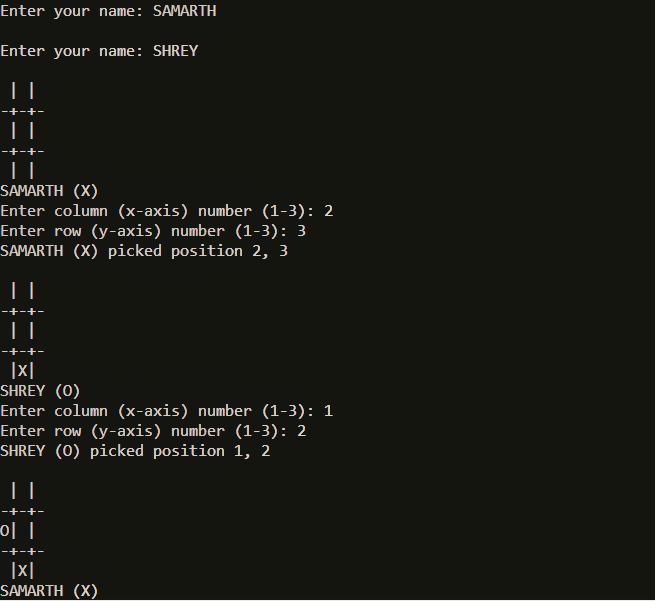 Enter your name: SAMARTH
Enter your name: SHREY
 | |
-+-+-
 | |
-+-+-
 | |
SAMARTH (X)
Enter column (x-axis) number (1-3): 2
Enter row (y-axis) number (1-3): 3
SAMARTH (X) picked position 2, 3
 | |
-+-+-
 | |
-+-+-
 |X|
SHREY (O)
Enter column (x-axis) number (1-3): 1
Enter row (y-axis) number (1-3): 2
SHREY (O) picked position 1, 2
 | |
-+-+-
O| |
-+-+-
 |X|
SAMARTH (X)